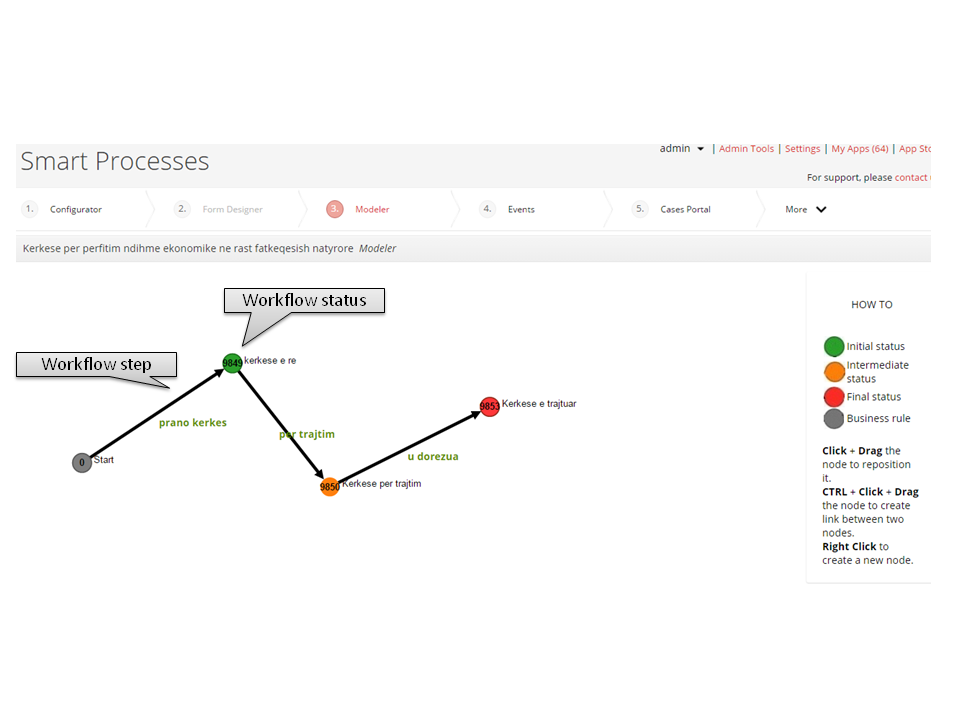 Smart Processes
admin | Admin Tools | Settings | My Apps (64) | App Sto
For support, please contact
1. Configurator
2. Form Designer
3. Modeler
4. Events
5. Cases Portal
More
Kerkese per perfitim ndihme ekonomike ne rast fatkeqesish natyrore Modeler
Workflow status
HOW TO
Initial status
Intermediate
status
Final status
Business rule
Workflow step
9849 kerkese e re
9853 Kerkese e trajtuar
prano kerkes
per trajtim
u dorezua
0 Start
9850 Kerkese per trajtim
Click + Drag the
node to reposition
it.
CTRL + Click + Drag
the node to create
link between two
nodes.
Right Click to
create a new node.